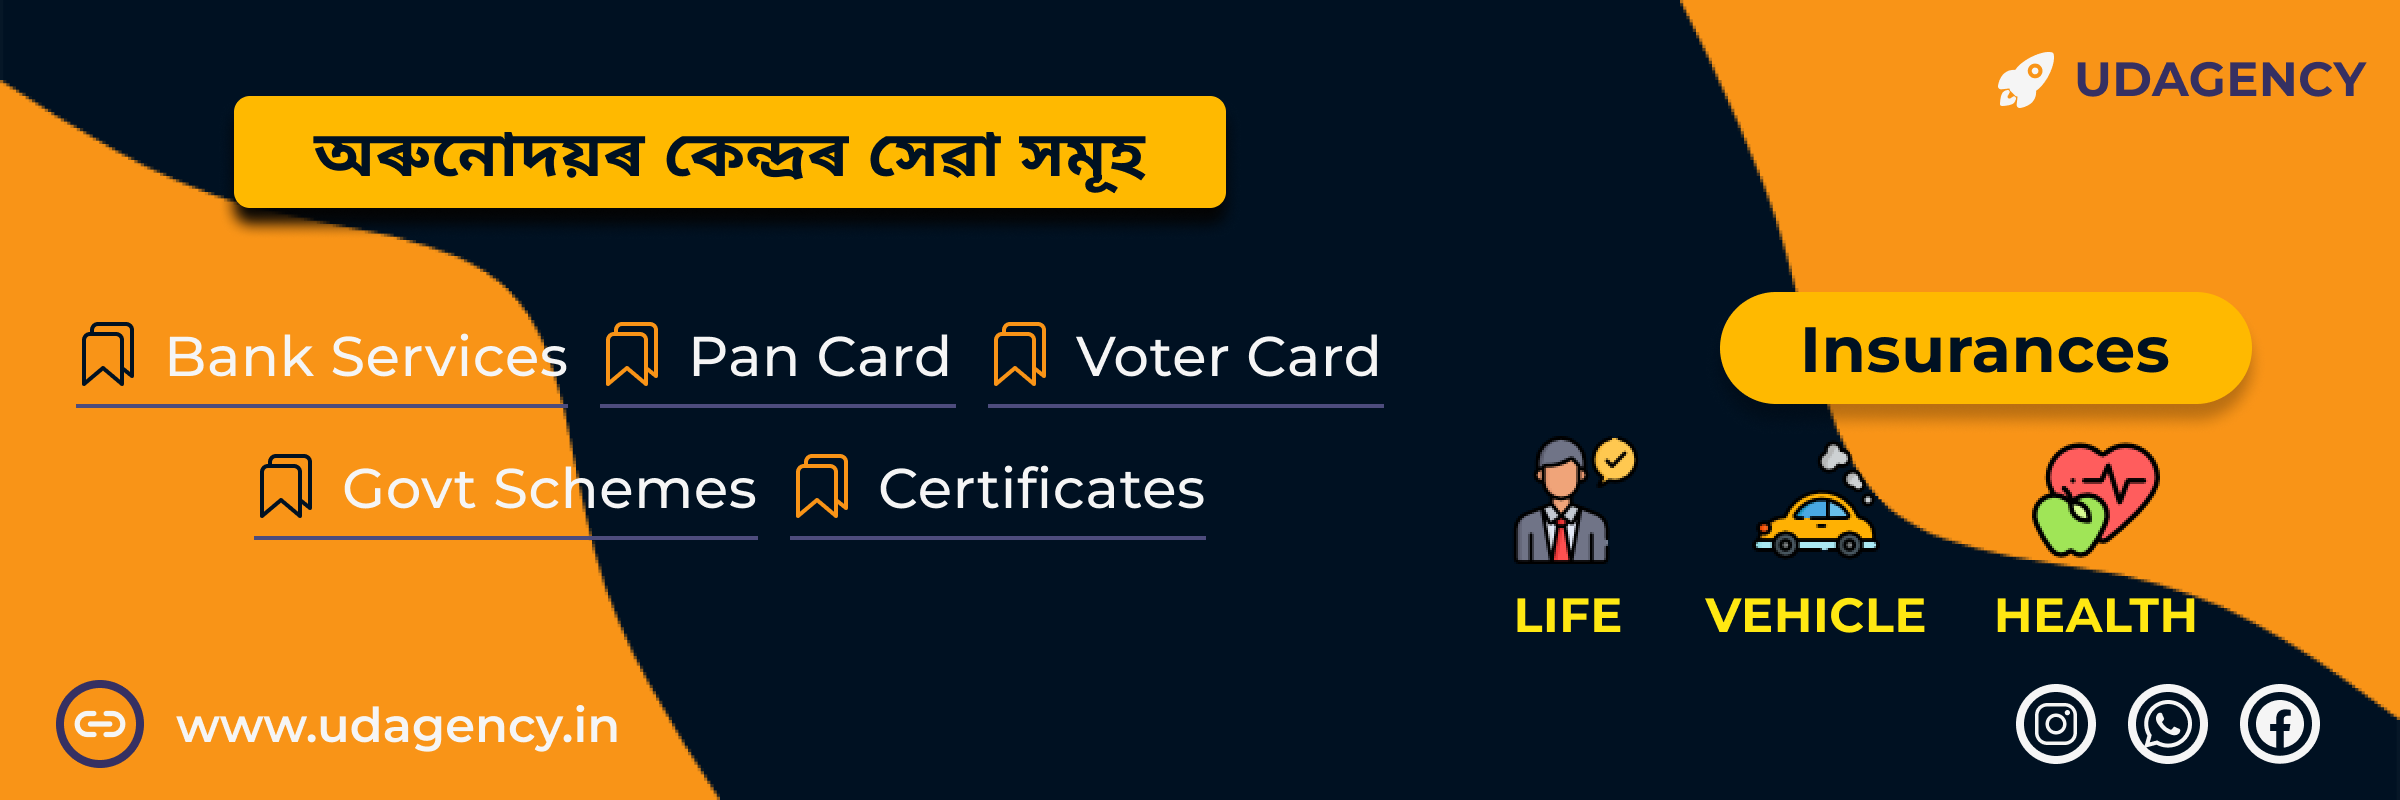 UDAGENCY
অৰুনোদয়ৰ কেন্দ্ৰৰ সেৱা সমূহ
Bank Services Pan Card Voter Card
Govt Schemes Certificates
Insurances
LIFE VEHICLE HEALTH
www.udagency.in